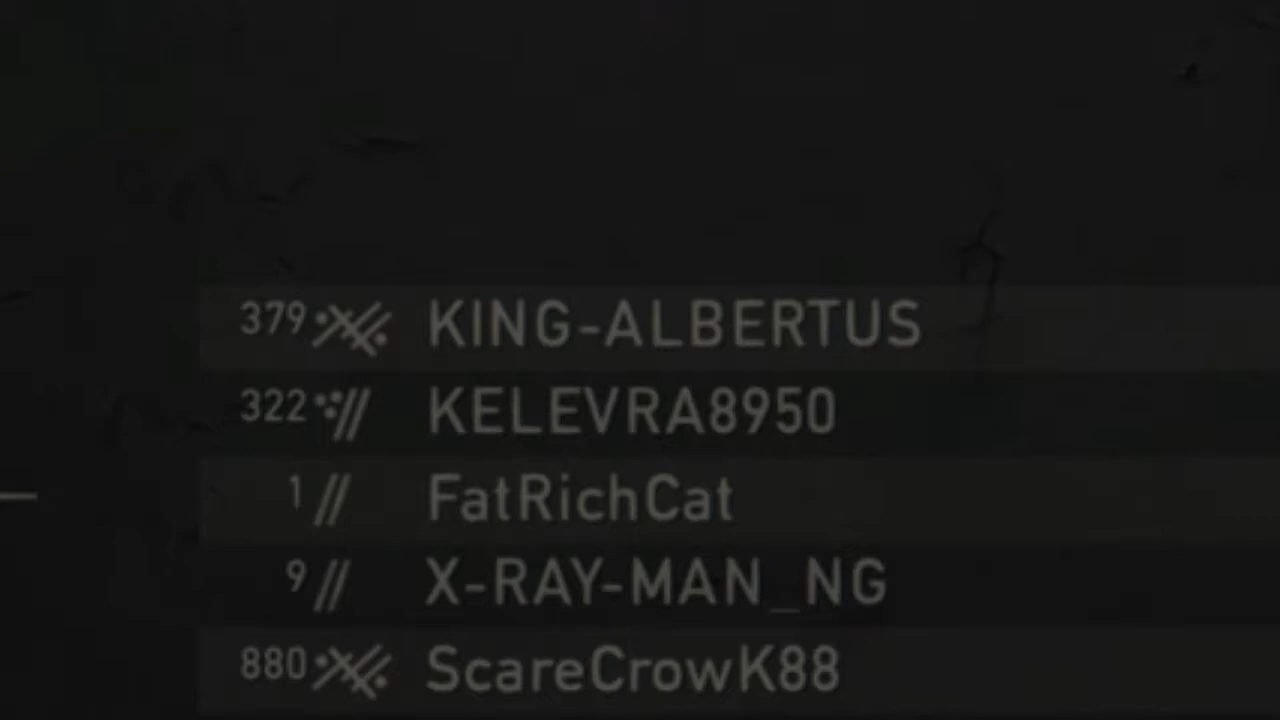 379 KING-ALBERTUS
322 KELEVRA8950
1 FatRichCat
9 X-RAY-MAN_NG
880 ScareCrowK88